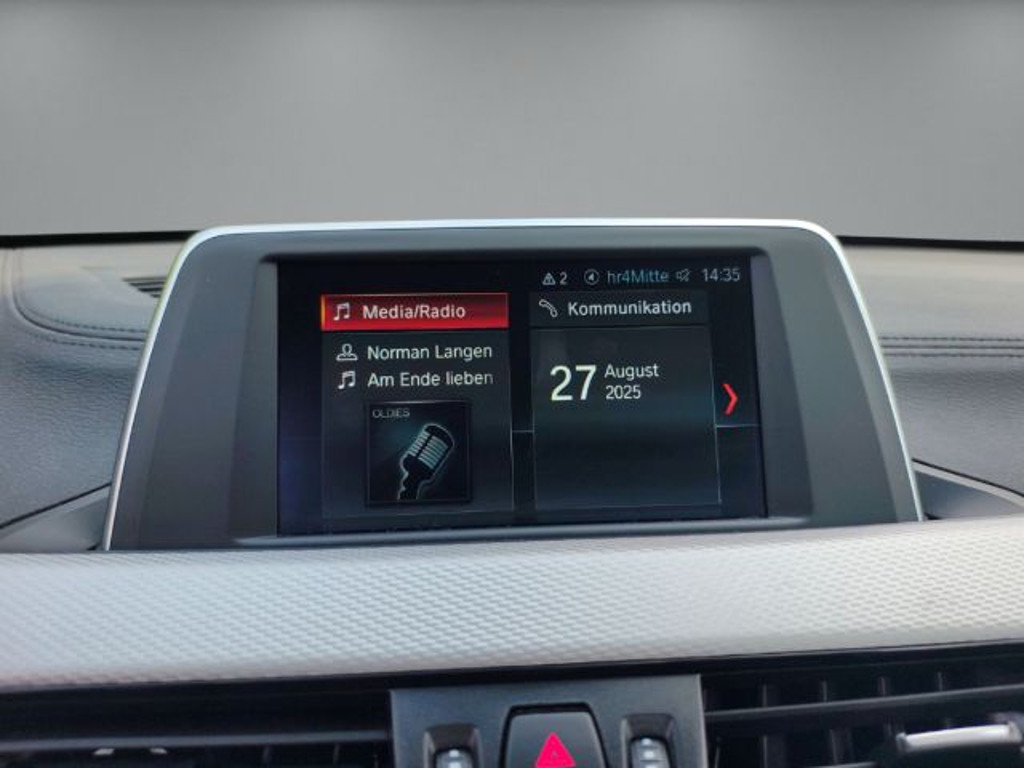 2 hr4Mitte 14:35
Media/Radio
Norman Langen
Am Ende lieben
OLDIES
Kommunikation
27 August
2025